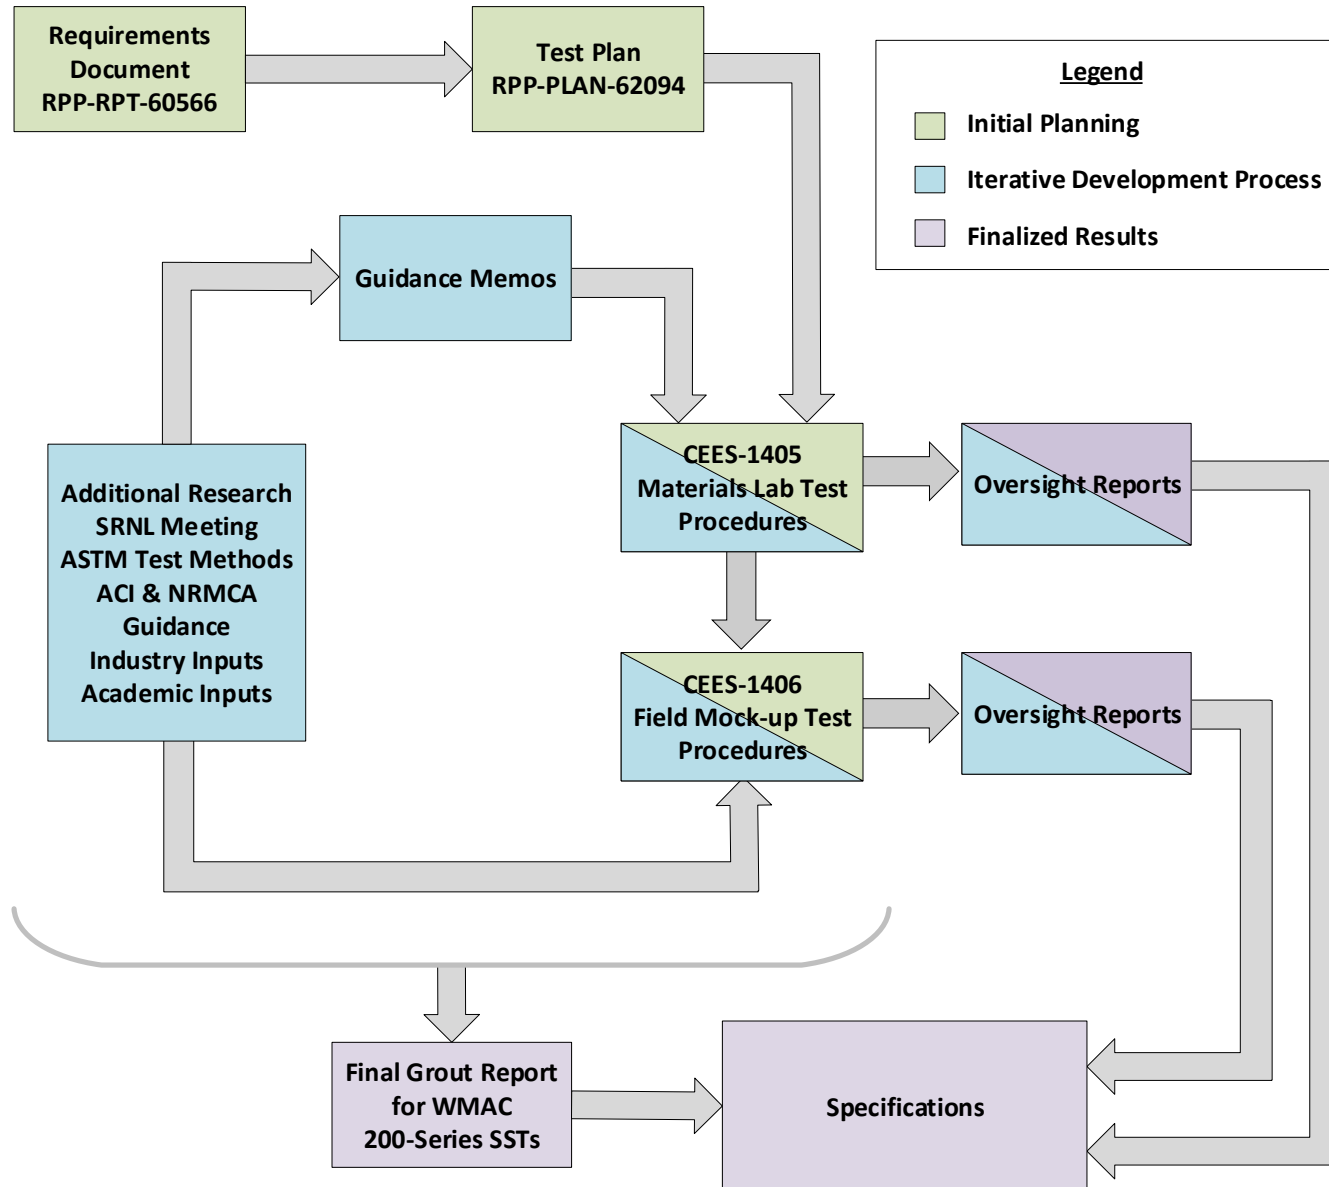 Requirements
Document
RPP-RPT-60566
Test Plan
RPP-PLAN-62094
Legend
Initial Planning
Iterative Development Process
Finalized Results
Guidance Memos
Additional Research
SRNL Meeting
ASTM Test Methods
ACI & NRMCA
Guidance
Industry Inputs
Academic Inputs
CEES-1405
Materials Lab Test
Procedures
Oversight Reports
CEES-1406
Field Mock-up Test
Procedures
Oversight Reports
Final Grout Report
for WMAC
200-Series SSTs
Specifications